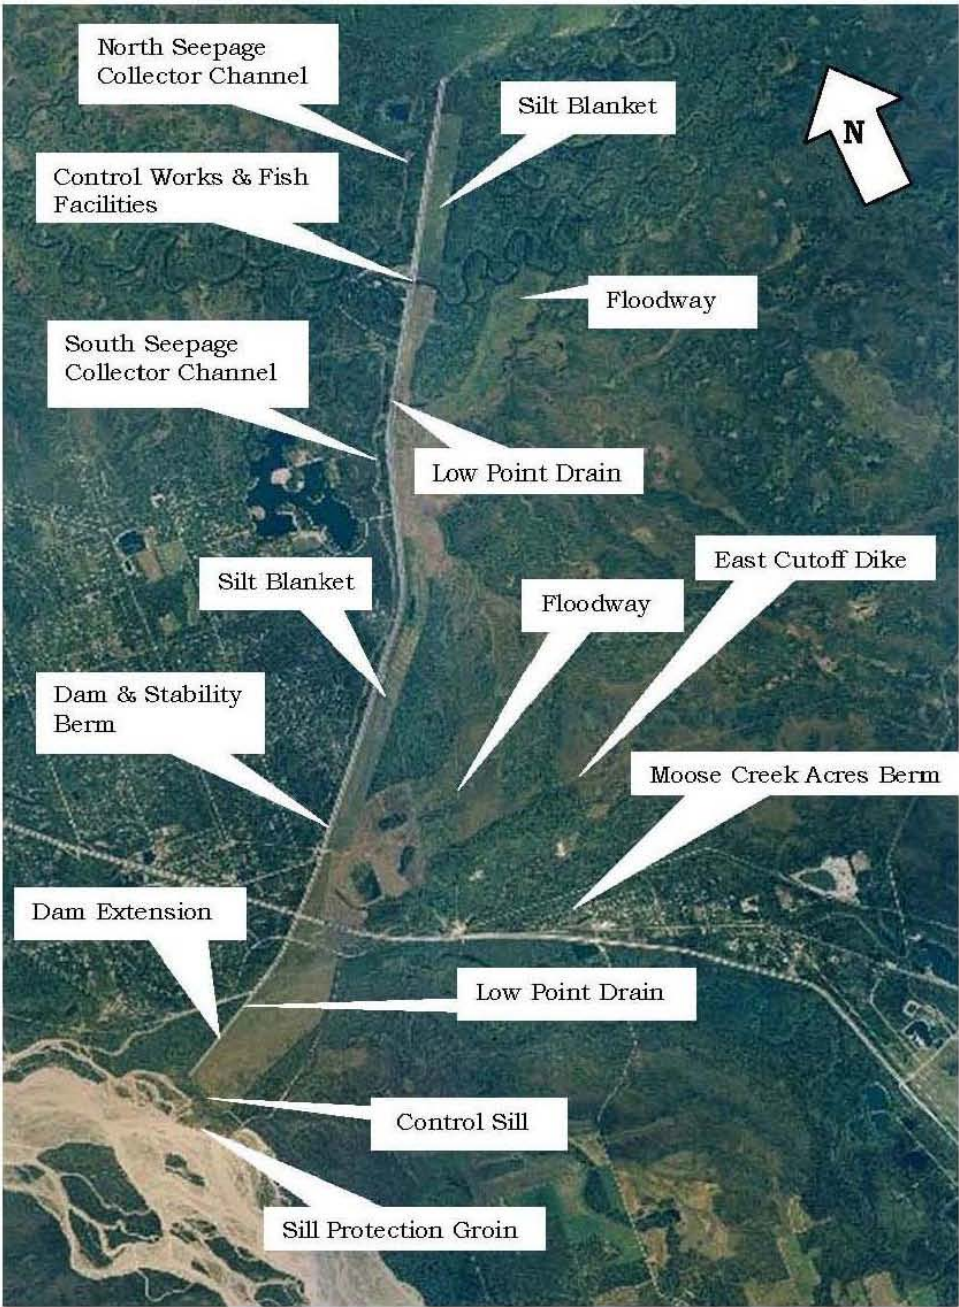 North Seepage
Collector Channel
Silt Blanket
N
Control Works & Fish
Facilities
Floodway
South Seepage
Collector Channel
Low Point Drain
East Cutoff Dike
Silt Blanket
Floodway
Dam & Stability
Berm
Moose Creek Acres Berm
Dam Extension
Low Point Drain
Control Sill
Sill Protection Groin